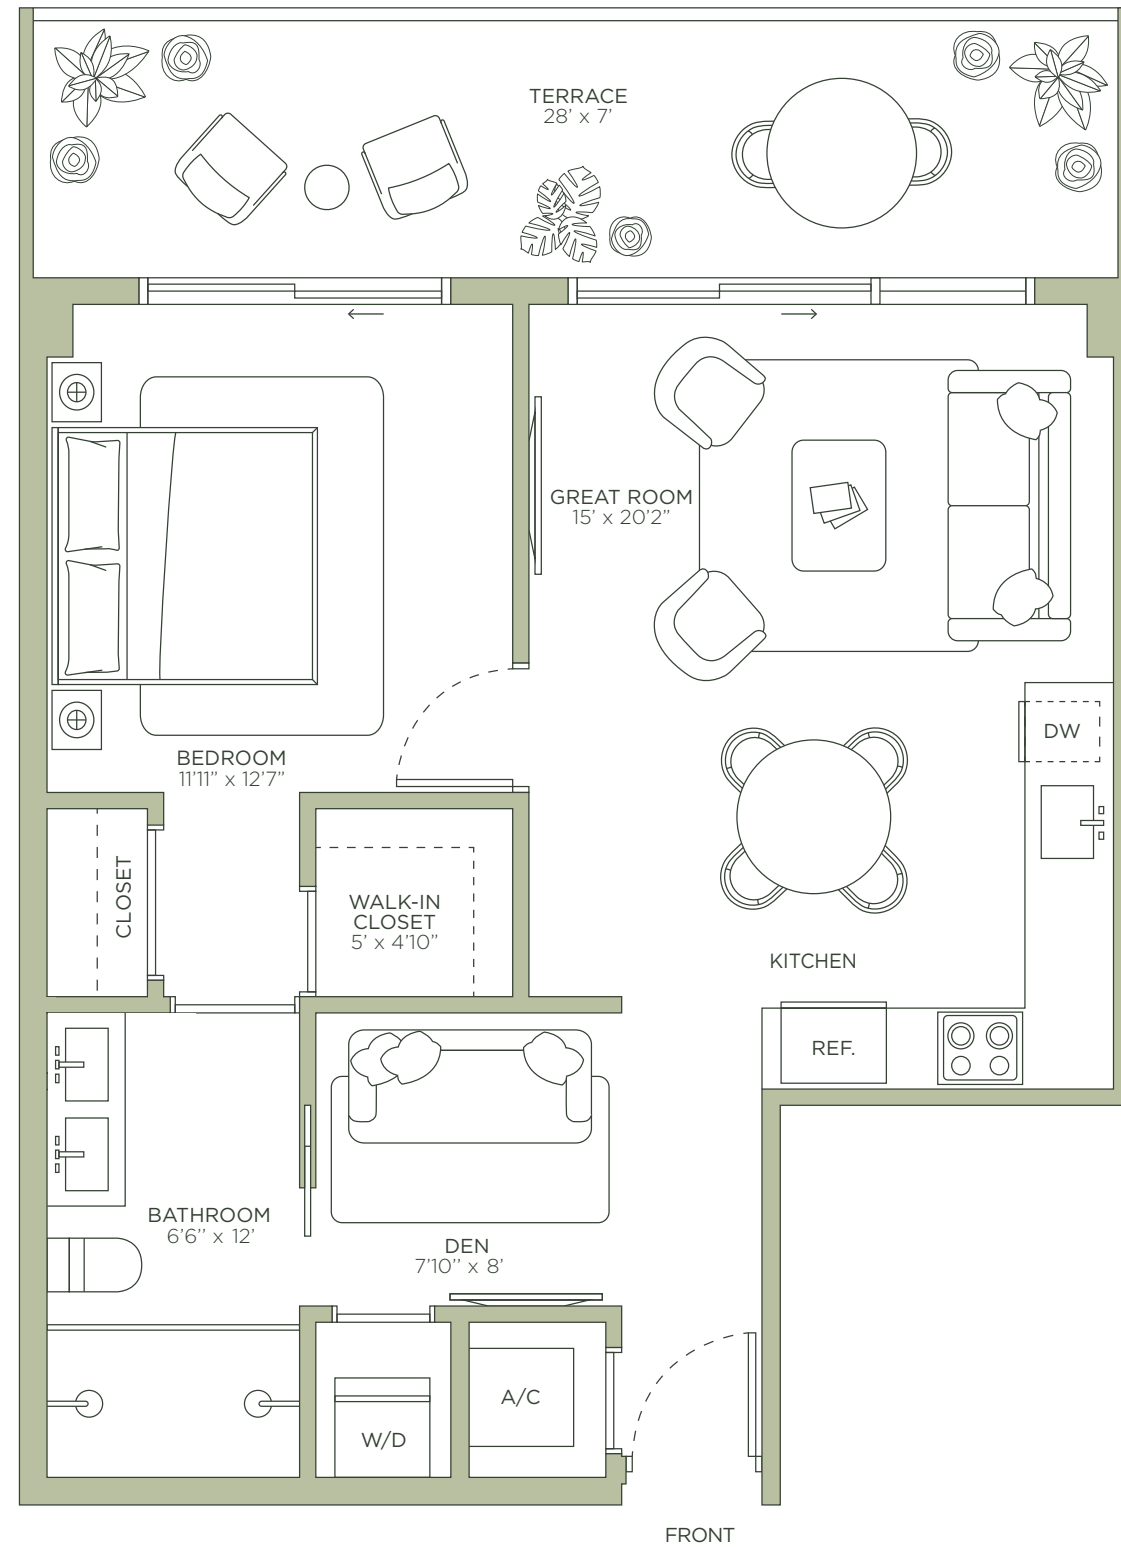 TERRACE
28’ x 7’
GREAT ROOM
15’ x 20’2”
BEDROOM
11’11” x 12’7”
DW
CLOSET
WALK-IN
CLOSET
5’ x 4’10”
KITCHEN
REF.
BATHROOM
6’6’’ x 12’
DEN
7’10’’ x 8’
A/C
W/D
FRONT